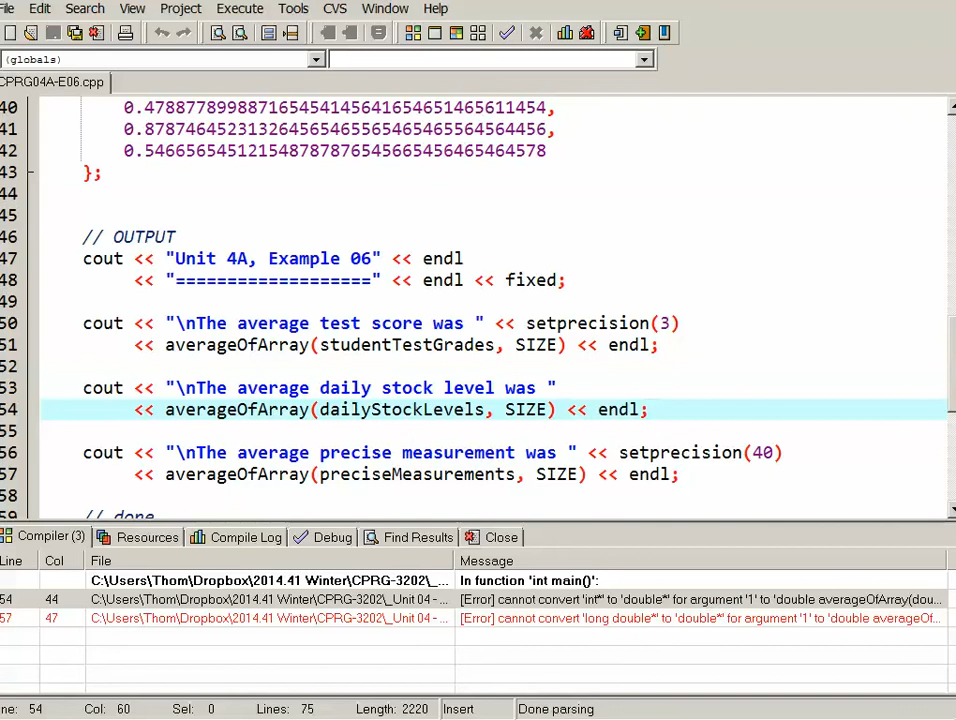 File Edit Search View Project Execute Tools CVS Window Help
(globals)
CPRG04A-E06.cpp
40 0.478877899887165454145641654651465611454,
41 0.87874645231326456546556546546556456456,
42 0.54665654512154878787654566545646546457​8
43 };
44
45
46 // OUTPUT
47 cout << "Unit 4A, Example 06" << endl
48 << "===================" << endl << fixed;
49
50 cout << "\nThe average test score was " << setprecision(3)
51 << averageOfArray(studentTestGrades, SIZE) << endl;
52
53 cout << "\nThe average daily stock level was "
54 << averageOfArray(dailyStockLevels, SIZE) << endl;
55
56 cout << "\nThe average precise measurement was " << setprecision(40)
57 << averageOfArray(preciseMeasurements, SIZE) << endl;
58
59 // done
Compiler (3) Resources Compile Log Debug Find Results Close
Line Col File Message
C:\Users\Thom\Dropbox\2014.41 Winter\CPRG-3202\_... In function 'int main()':
54 44 C:\Users\Thom\Dropbox\2014.41 Winter\CPRG-3202\_Unit 04 - ... [Error] cannot convert 'int*' to 'double*' for argument '1' to 'double averageOfArray(dou...
57 47 C:\Users\Thom\Dropbox\2014.41 Winter\CPRG-3202\_Unit 04 - ... [Error] cannot convert 'long double*' to 'double*' for argument '1' to 'double averageOf...
Line: 54 Col: 60 Sel: 0 Lines: 75 Length: 2220 Insert Done parsing